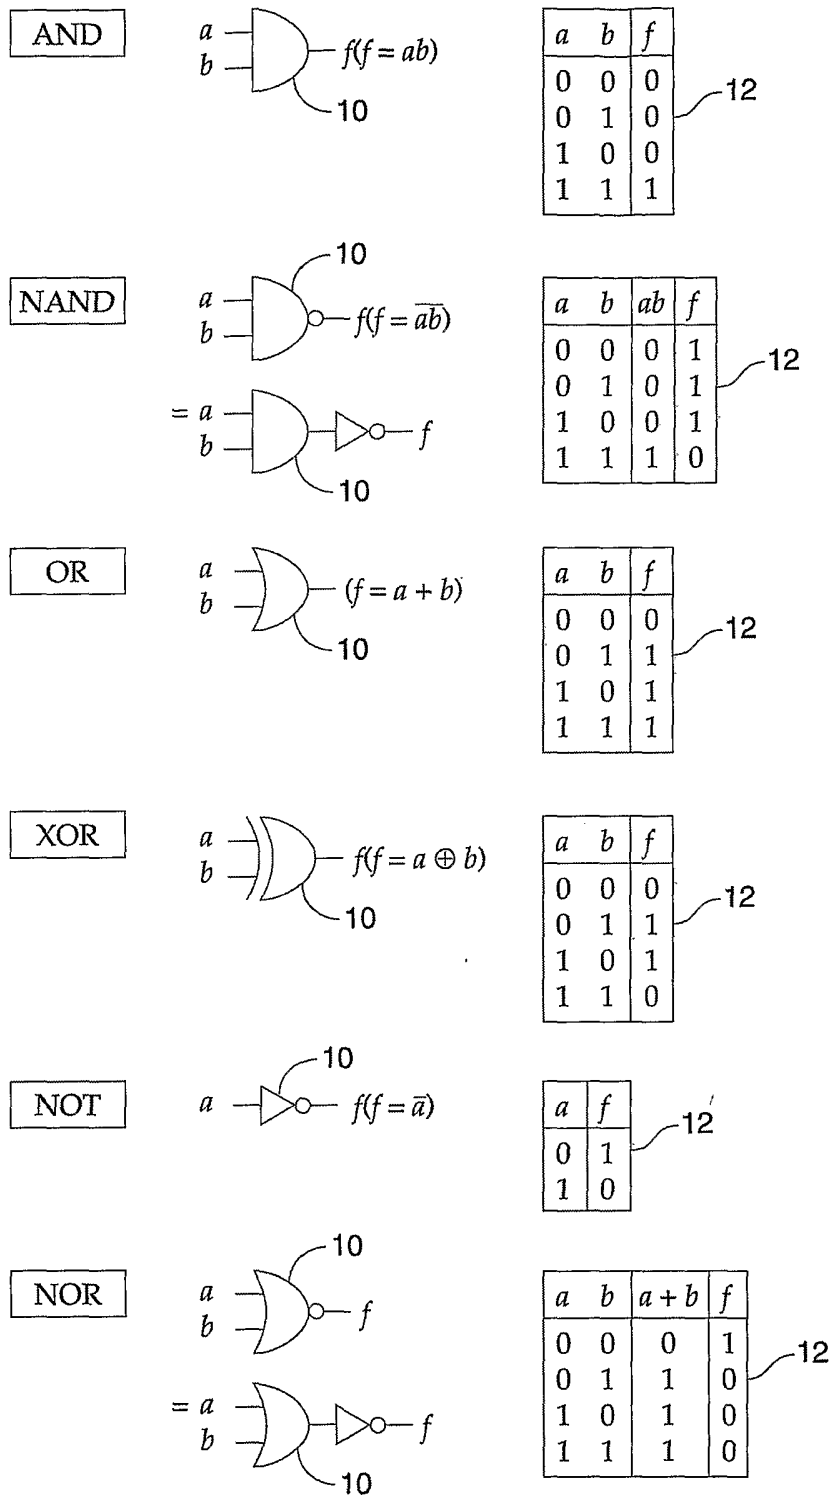 AND
a
b
f(f = ab)
10
a b f
0 0 0
0 1 0
1 0 0
1 1 1
12
NAND
10
a
b
f(f = a̅b̅)
= a
b
f
10
a b ab f
0 0 0 1
0 1 0 1
1 0 0 1
1 1 1 0
12
OR
a
b
(f = a + b)
10
a b f
0 0 0
0 1 1
1 0 1
1 1 1
12
XOR
a
b
f(f = a ⊕ b)
10
a b f
0 0 0
0 1 1
1 0 1
1 1 0
12
NOT
10
a
f(f = a̅)
a f
0 1
1 0
12
NOR
10
a
b
f
= a
b
f
10
a b a + b f
0 0 0 1
0 1 1 0
1 0 1 0
1 1 1 0
12